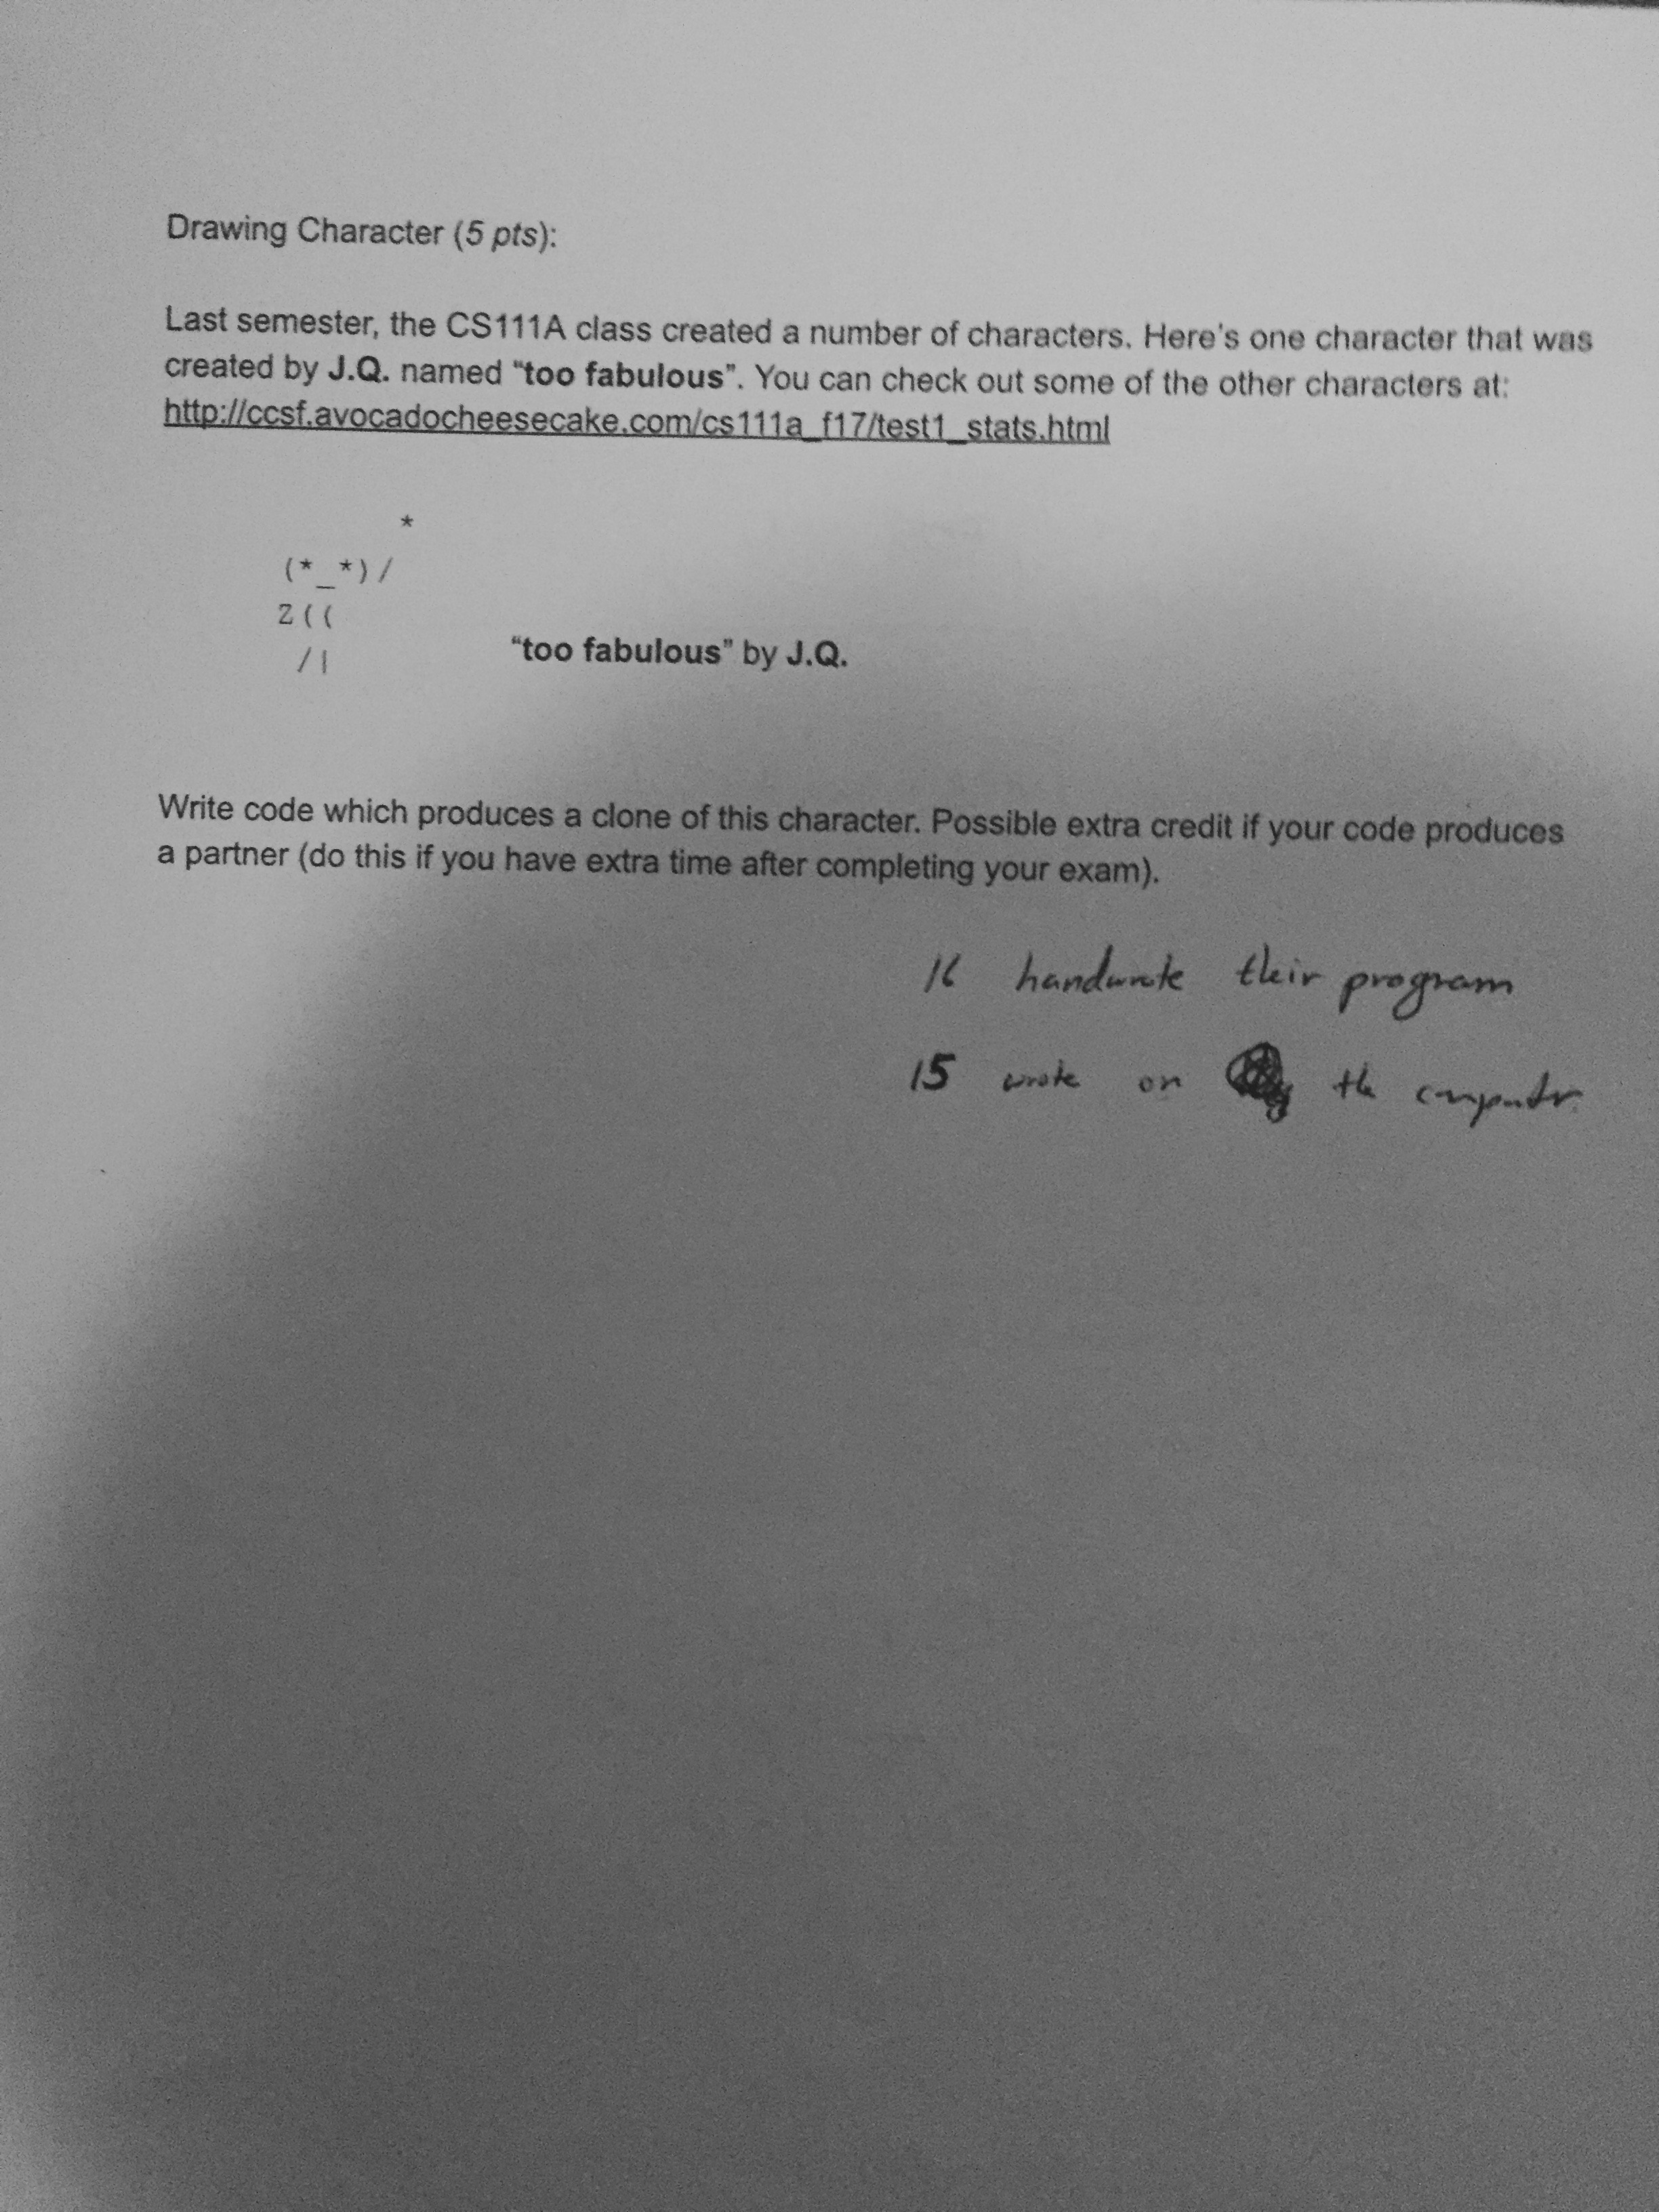 Drawing Character (5 pts):
Last semester, the CS111A class created a number of characters. Here's one character that was
created by J.Q. named “too fabulous”. You can check out some of the other characters at:
http://ccsf.avocadocheesecake.com/cs111a_f17/test1_stats.html
*
(*_*)/
Z((
/|
“too fabulous” by J.Q.
Write code which produces a clone of this character. Possible extra credit if your code produces
a partner (do this if you have extra time after completing your exam).
16 handwrote their program
15 wrote on the computer